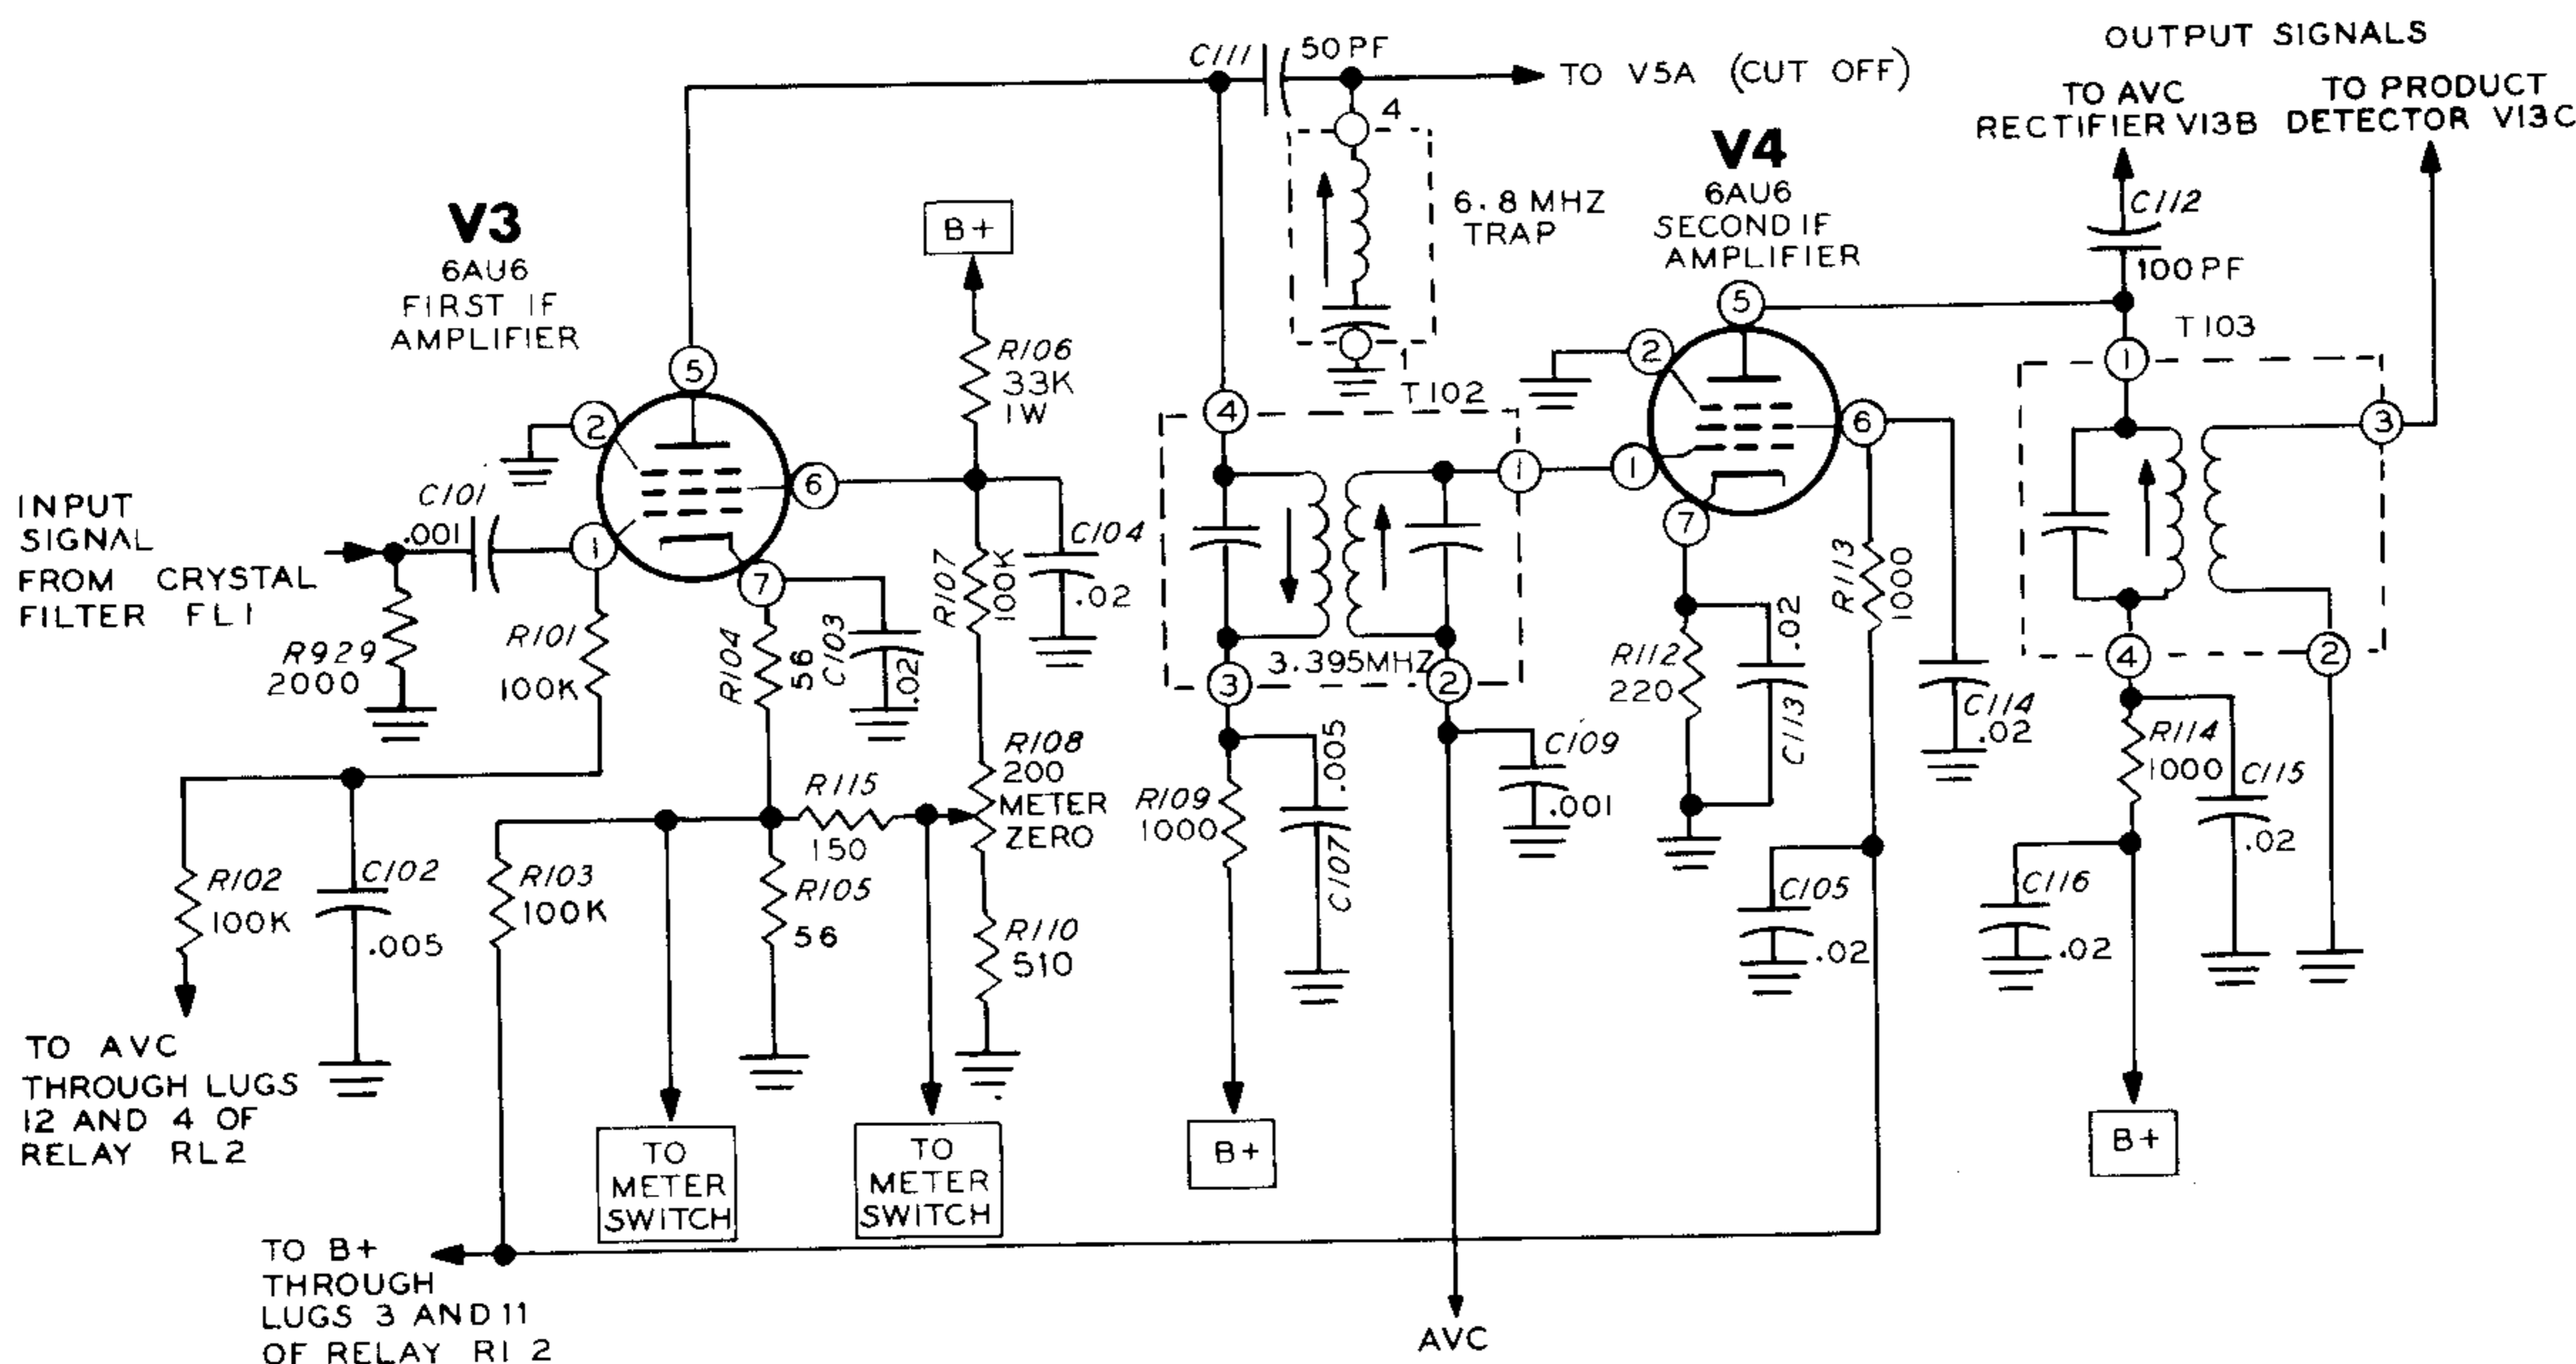 OUTPUT SIGNALS
TO AVC
RECTIFIER V13B
TO PRODUCT
DETECTOR V13C
C111
50 PF
TO V5A (CUT OFF)
4
6.8 MHZ
TRAP
1
V3
6AU6
FIRST IF
AMPLIFIER
5
2
1
6
7
B+
R106
33K
1W
V4
6AU6
SECOND IF
AMPLIFIER
5
2
1
6
7
C112
100 PF
T103
1
3
4
2
T102
4
1
3
2
3.395MHZ
INPUT
SIGNAL
FROM CRYSTAL
FILTER FL1
C101
.001
R929
2000
R101
100K
R104
56
C103
.02
R107
100K
C104
.02
R108
200
METER
ZERO
R115
150
R102
100K
C102
.005
R103
100K
R105
56
R110
510
R109
1000
C107
.005
C109
.001
R112
220
C113
.02
R113
1000
C114
.02
C105
.02
R114
1000
C115
.02
C116
.02
TO AVC
THROUGH LUGS
12 AND 4 OF
RELAY RL2
TO
METER
SWITCH
TO
METER
SWITCH
B+
B+
TO B+
THROUGH
LUGS 3 AND 11
OF RELAY RL2
AVC